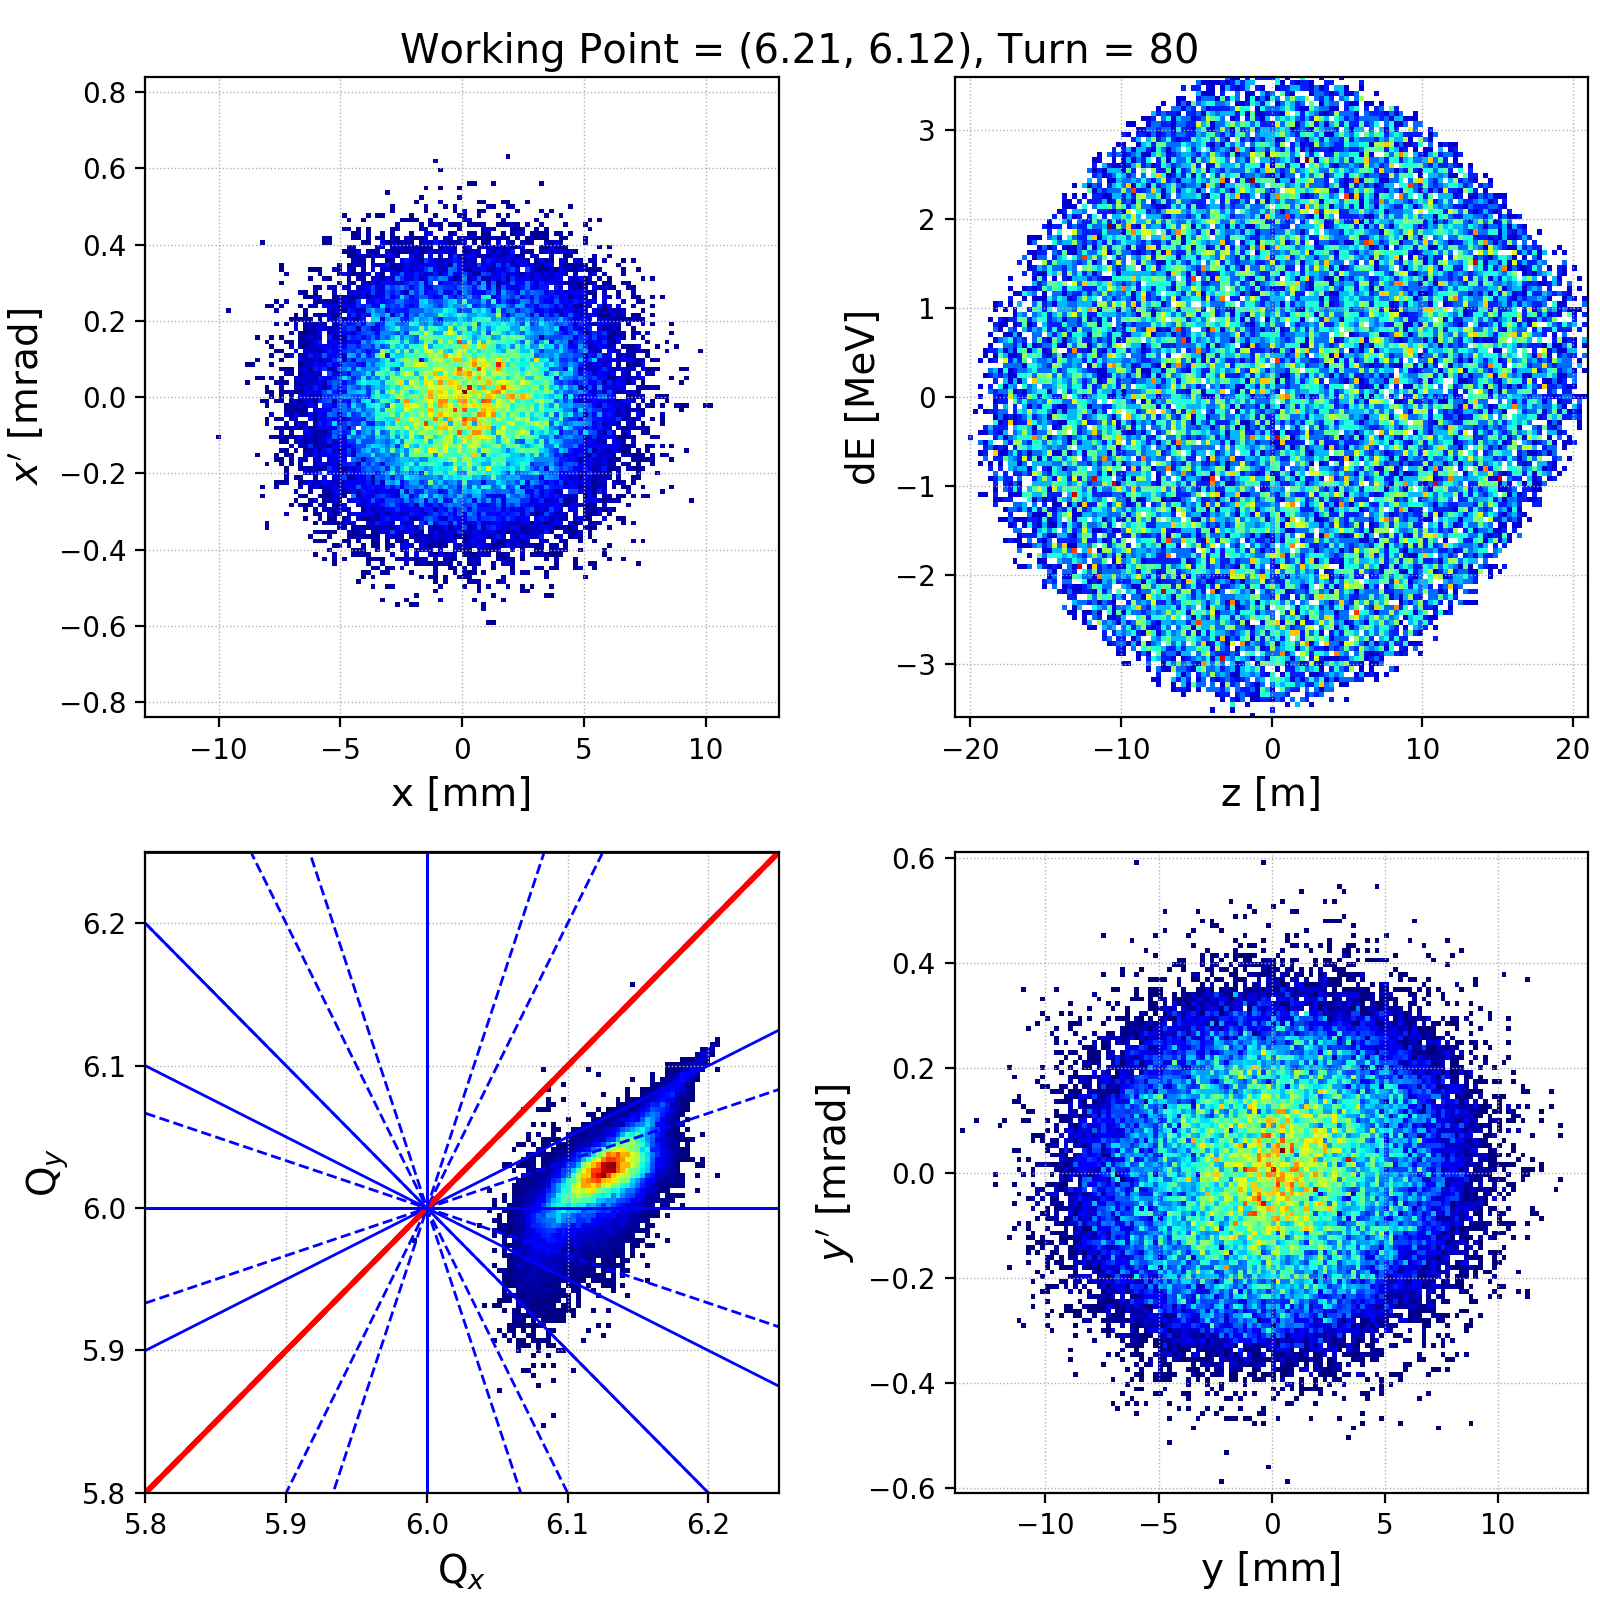 Working Point = (6.21, 6.12), Turn = 80
0.8
0.6
0.4
0.2
0.0
−0.2
−0.4
−0.6
−0.8
x′ [mrad]
−10 −5 0 5 10
x [mm]
3
2
1
0
−1
−2
−3
dE [MeV]
−20 −10 0 10 20
z [m]
6.2
6.1
6.0
5.9
5.8
Qy
5.8 5.9 6.0 6.1 6.2
Qx
0.6
0.4
0.2
0.0
−0.2
−0.4
−0.6
y′ [mrad]
−10 −5 0 5 10
y [mm]